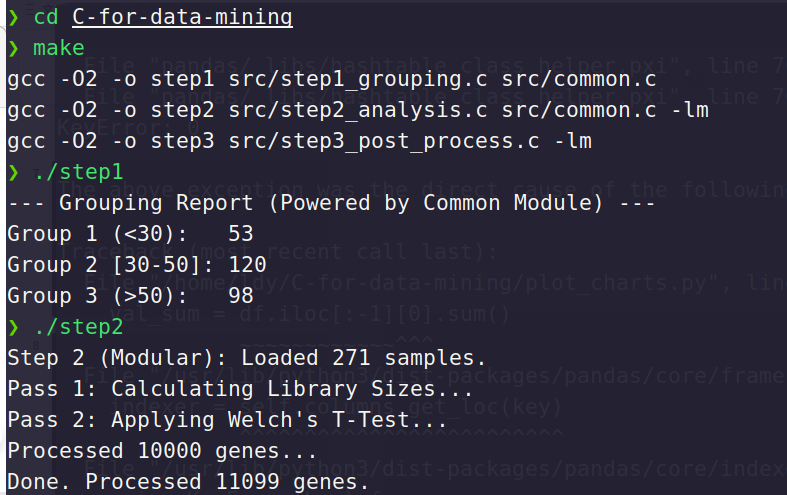 ❯ cd C-for-data-mining
❯ make
gcc -O2 -o step1 src/step1_grouping.c src/common.c
gcc -O2 -o step2 src/step2_analysis.c src/common.c -lm
gcc -O2 -o step3 src/step3_post_process.c -lm
❯ ./step1
--- Grouping Report (Powered by Common Module) ---
Group 1 (<30):   53
Group 2 [30-50]: 120
Group 3 (>50):   98
❯ ./step2
Step 2 (Modular): Loaded 271 samples.
Pass 1: Calculating Library Sizes...
Pass 2: Applying Welch's T-Test...
Processed 10000 genes...
Done. Processed 11099 genes.